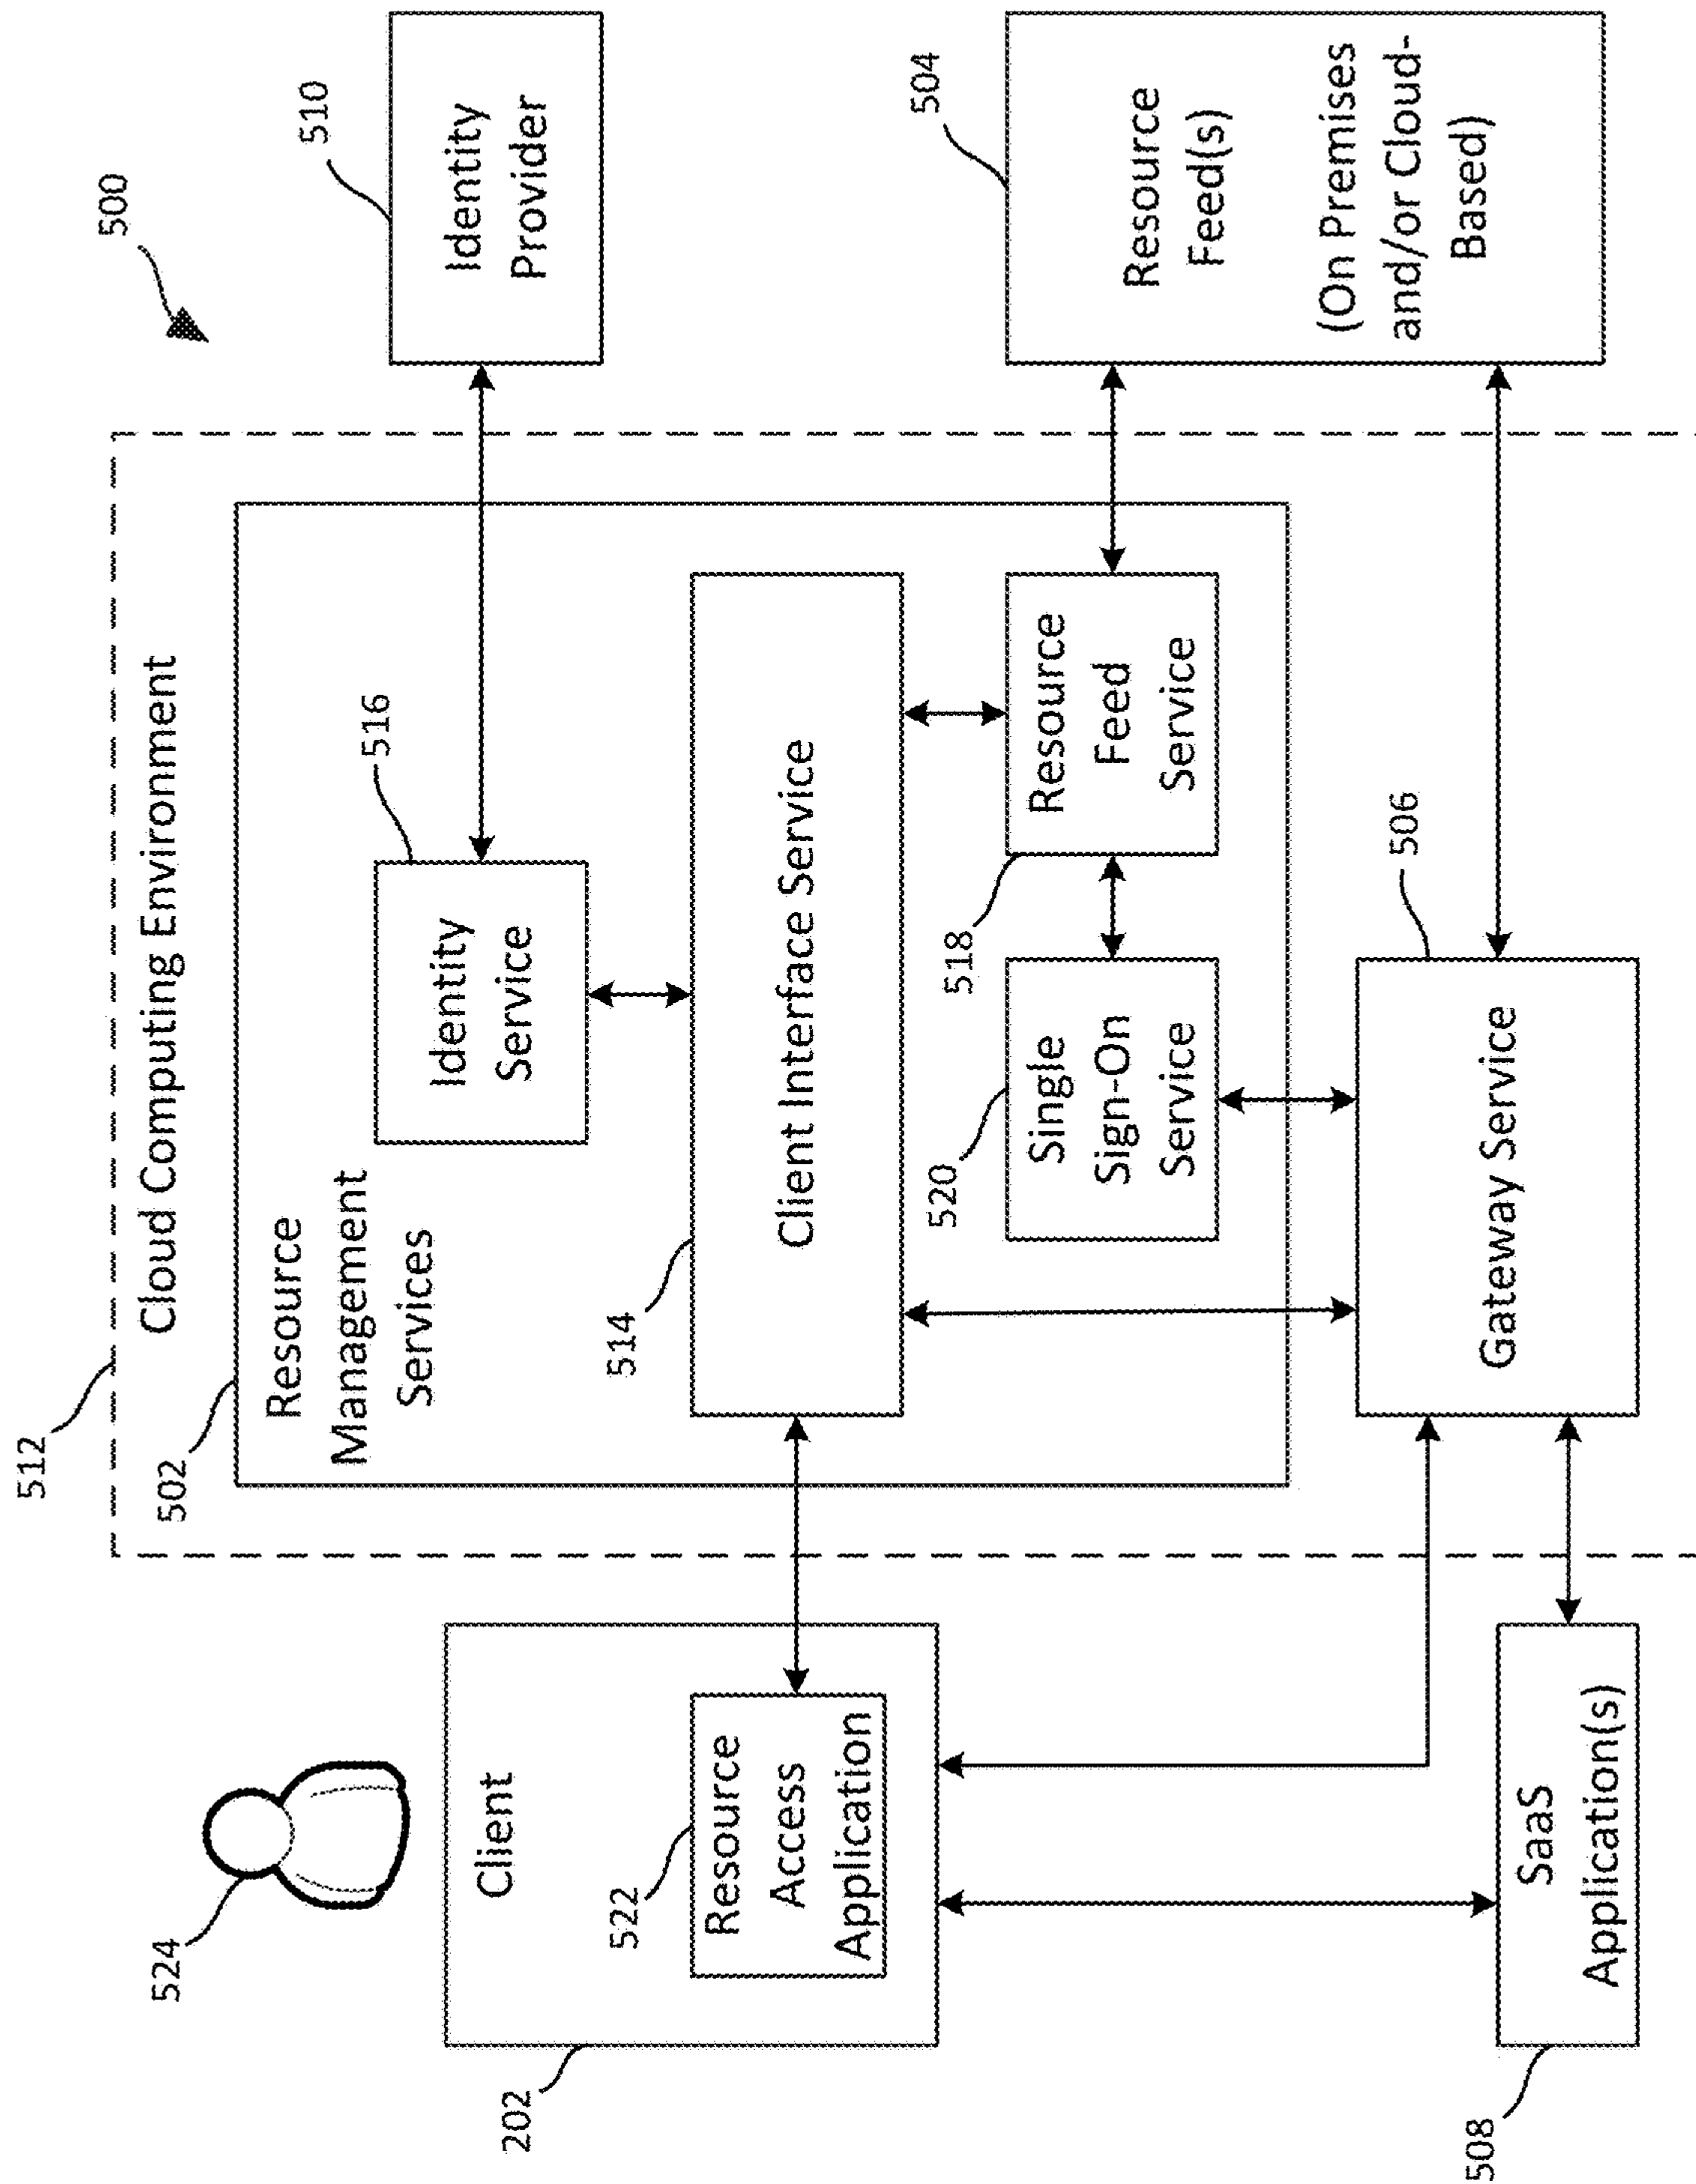 500
512
Cloud Computing Environment
502
Resource
Management
Services
524
202
Client
522
Resource
Access
Application
514
Client Interface Service
516
Identity
Service
510
Identity
Provider
520
Single
Sign-On
Service
518
Resource
Feed
Service
504
Resource
Feed(s)
(On Premises
and/or Cloud-
Based)
506
Gateway Service
508
SaaS
Application(s)